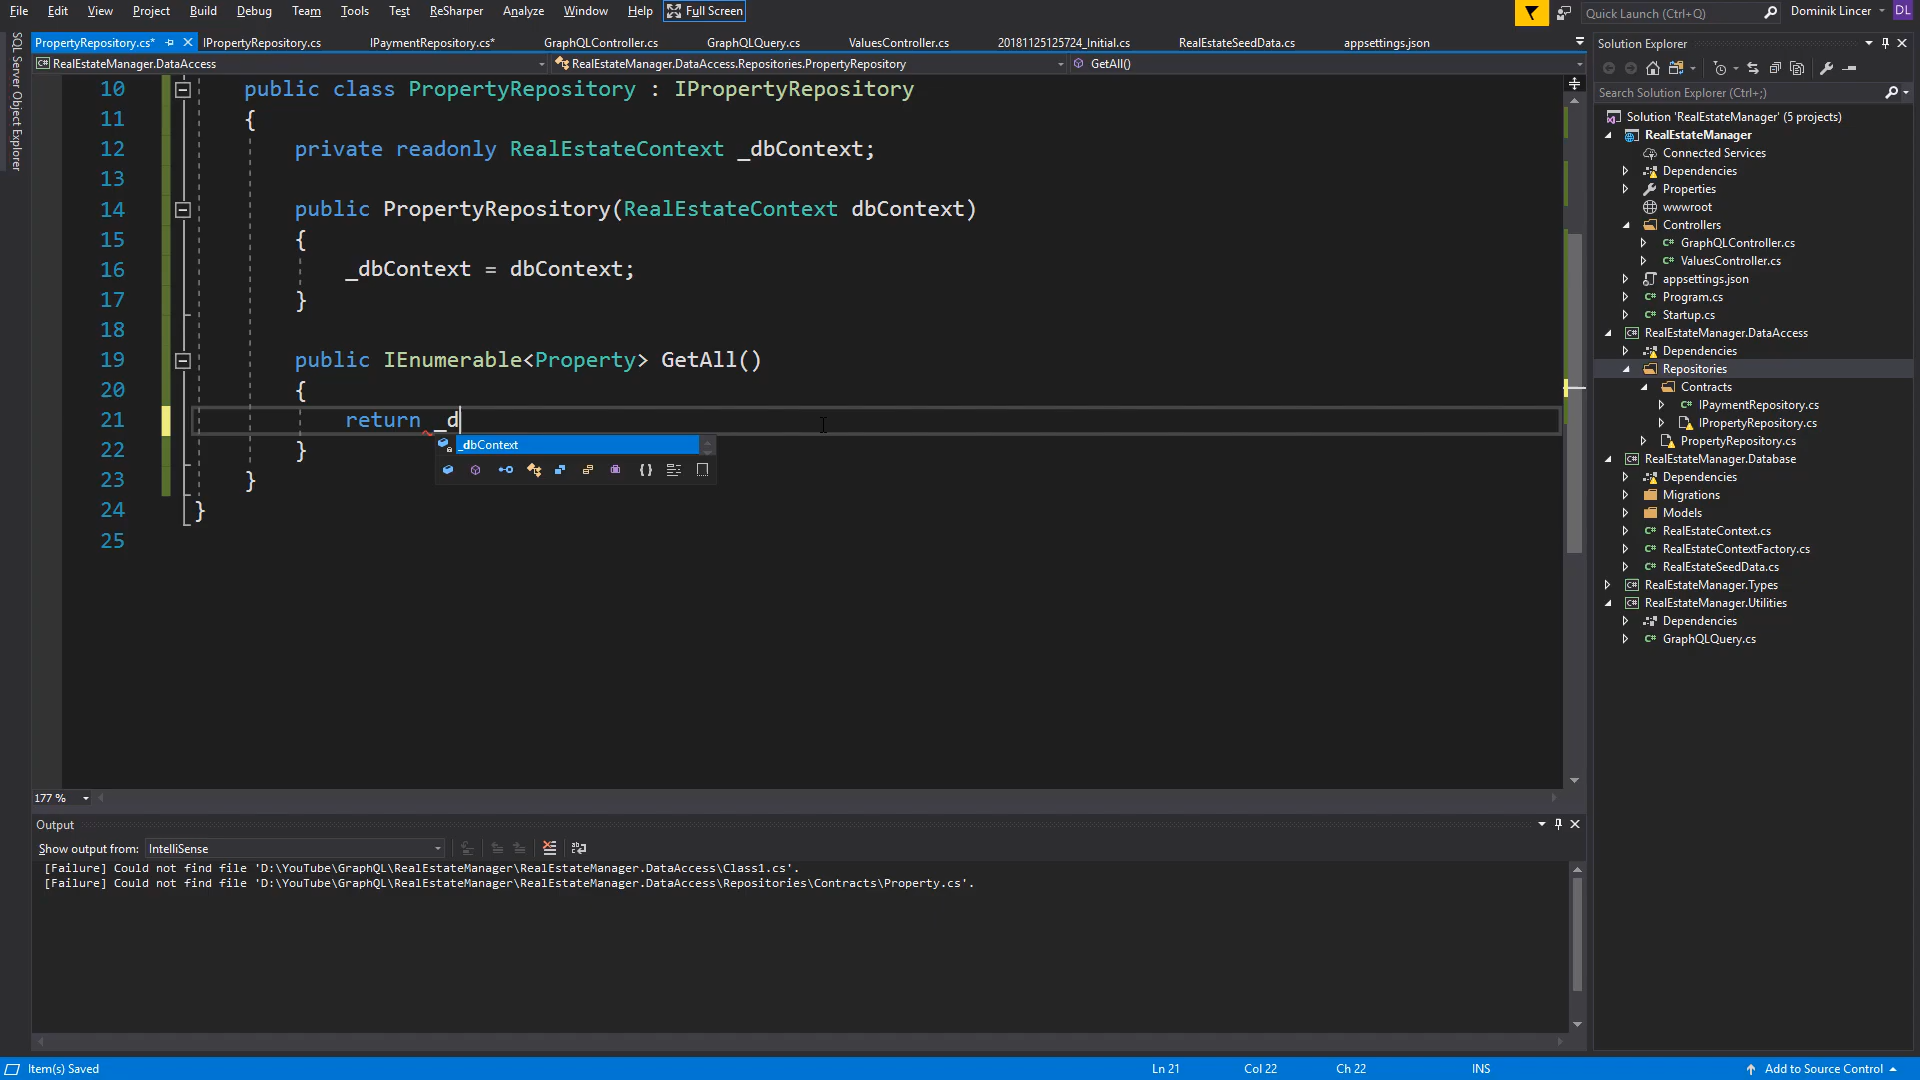 File Edit View Project Build Debug Team Tools Test ReSharper Analyze Window Help Full Screen Quick Launch (Ctrl+Q) Dominik Lincer DL
SQL Server Object Explorer
PropertyRepository.cs* IPropertyRepository.cs IPaymentRepository.cs* GraphQLController.cs GraphQLQuery.cs ValuesController.cs 20181125125724_Initial.cs RealEstateSeedData.cs appsettings.json
RealEstateManager.DataAccess RealEstateManager.DataAccess.Repositories.PropertyRepository GetAll()
10 public class PropertyRepository : IPropertyRepository
11 {
12 private readonly RealEstateContext _dbContext;
13
14 public PropertyRepository(RealEstateContext dbContext)
15 {
16 _dbContext = dbContext;
17 }
18
19 public IEnumerable<Property> GetAll()
20 {
21 return _d
_dbContext
22 }
23 }
24 }
25
177 %
Output
Show output from: IntelliSense
[Failure] Could not find file 'D:\YouTube\GraphQL\RealEstateManager\RealEstateManager.DataAccess\Class1.cs'.
[Failure] Could not find file 'D:\YouTube\GraphQL\RealEstateManager\RealEstateManager.DataAccess\Repositories\Contracts\Property.cs'.
Solution Explorer
Search Solution Explorer (Ctrl+;)
Solution 'RealEstateManager' (5 projects)
RealEstateManager
Connected Services
Dependencies
Properties
wwwroot
Controllers
GraphQLController.cs
ValuesController.cs
appsettings.json
Program.cs
Startup.cs
RealEstateManager.DataAccess
Dependencies
Repositories
Contracts
IPaymentRepository.cs
IPropertyRepository.cs
PropertyRepository.cs
RealEstateManager.Database
Dependencies
Migrations
Models
RealEstateContext.cs
RealEstateContextFactory.cs
RealEstateSeedData.cs
RealEstateManager.Types
RealEstateManager.Utilities
Dependencies
GraphQLQuery.cs
Item(s) Saved Ln 21 Col 22 Ch 22 INS Add to Source Control